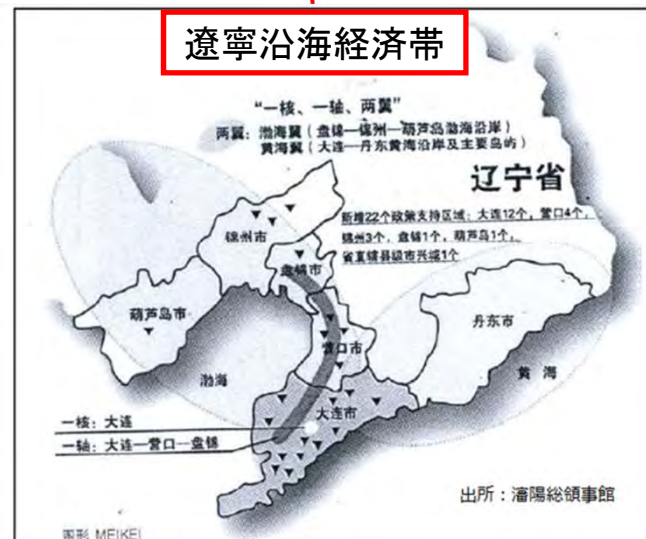 遼寧沿海経済帯
“一核、一轴、两翼”
两翼：渤海翼（盘锦—锦州—葫芦岛渤海沿岸）
黄海翼（大连—丹东黄海沿岸及主要岛屿）
辽宁省
新增22个政策支持区域：大连12个，营口4个，
锦州3个，盘锦1个，葫芦岛1个，
省直辖县级市兴城1个
锦州市
盘锦市
葫芦岛市
营口市
丹东市
渤海
黄海
大连市
一核：大连
一轴：大连—营口—盘锦
出所：瀋陽総領事館
图形 MEIKEI